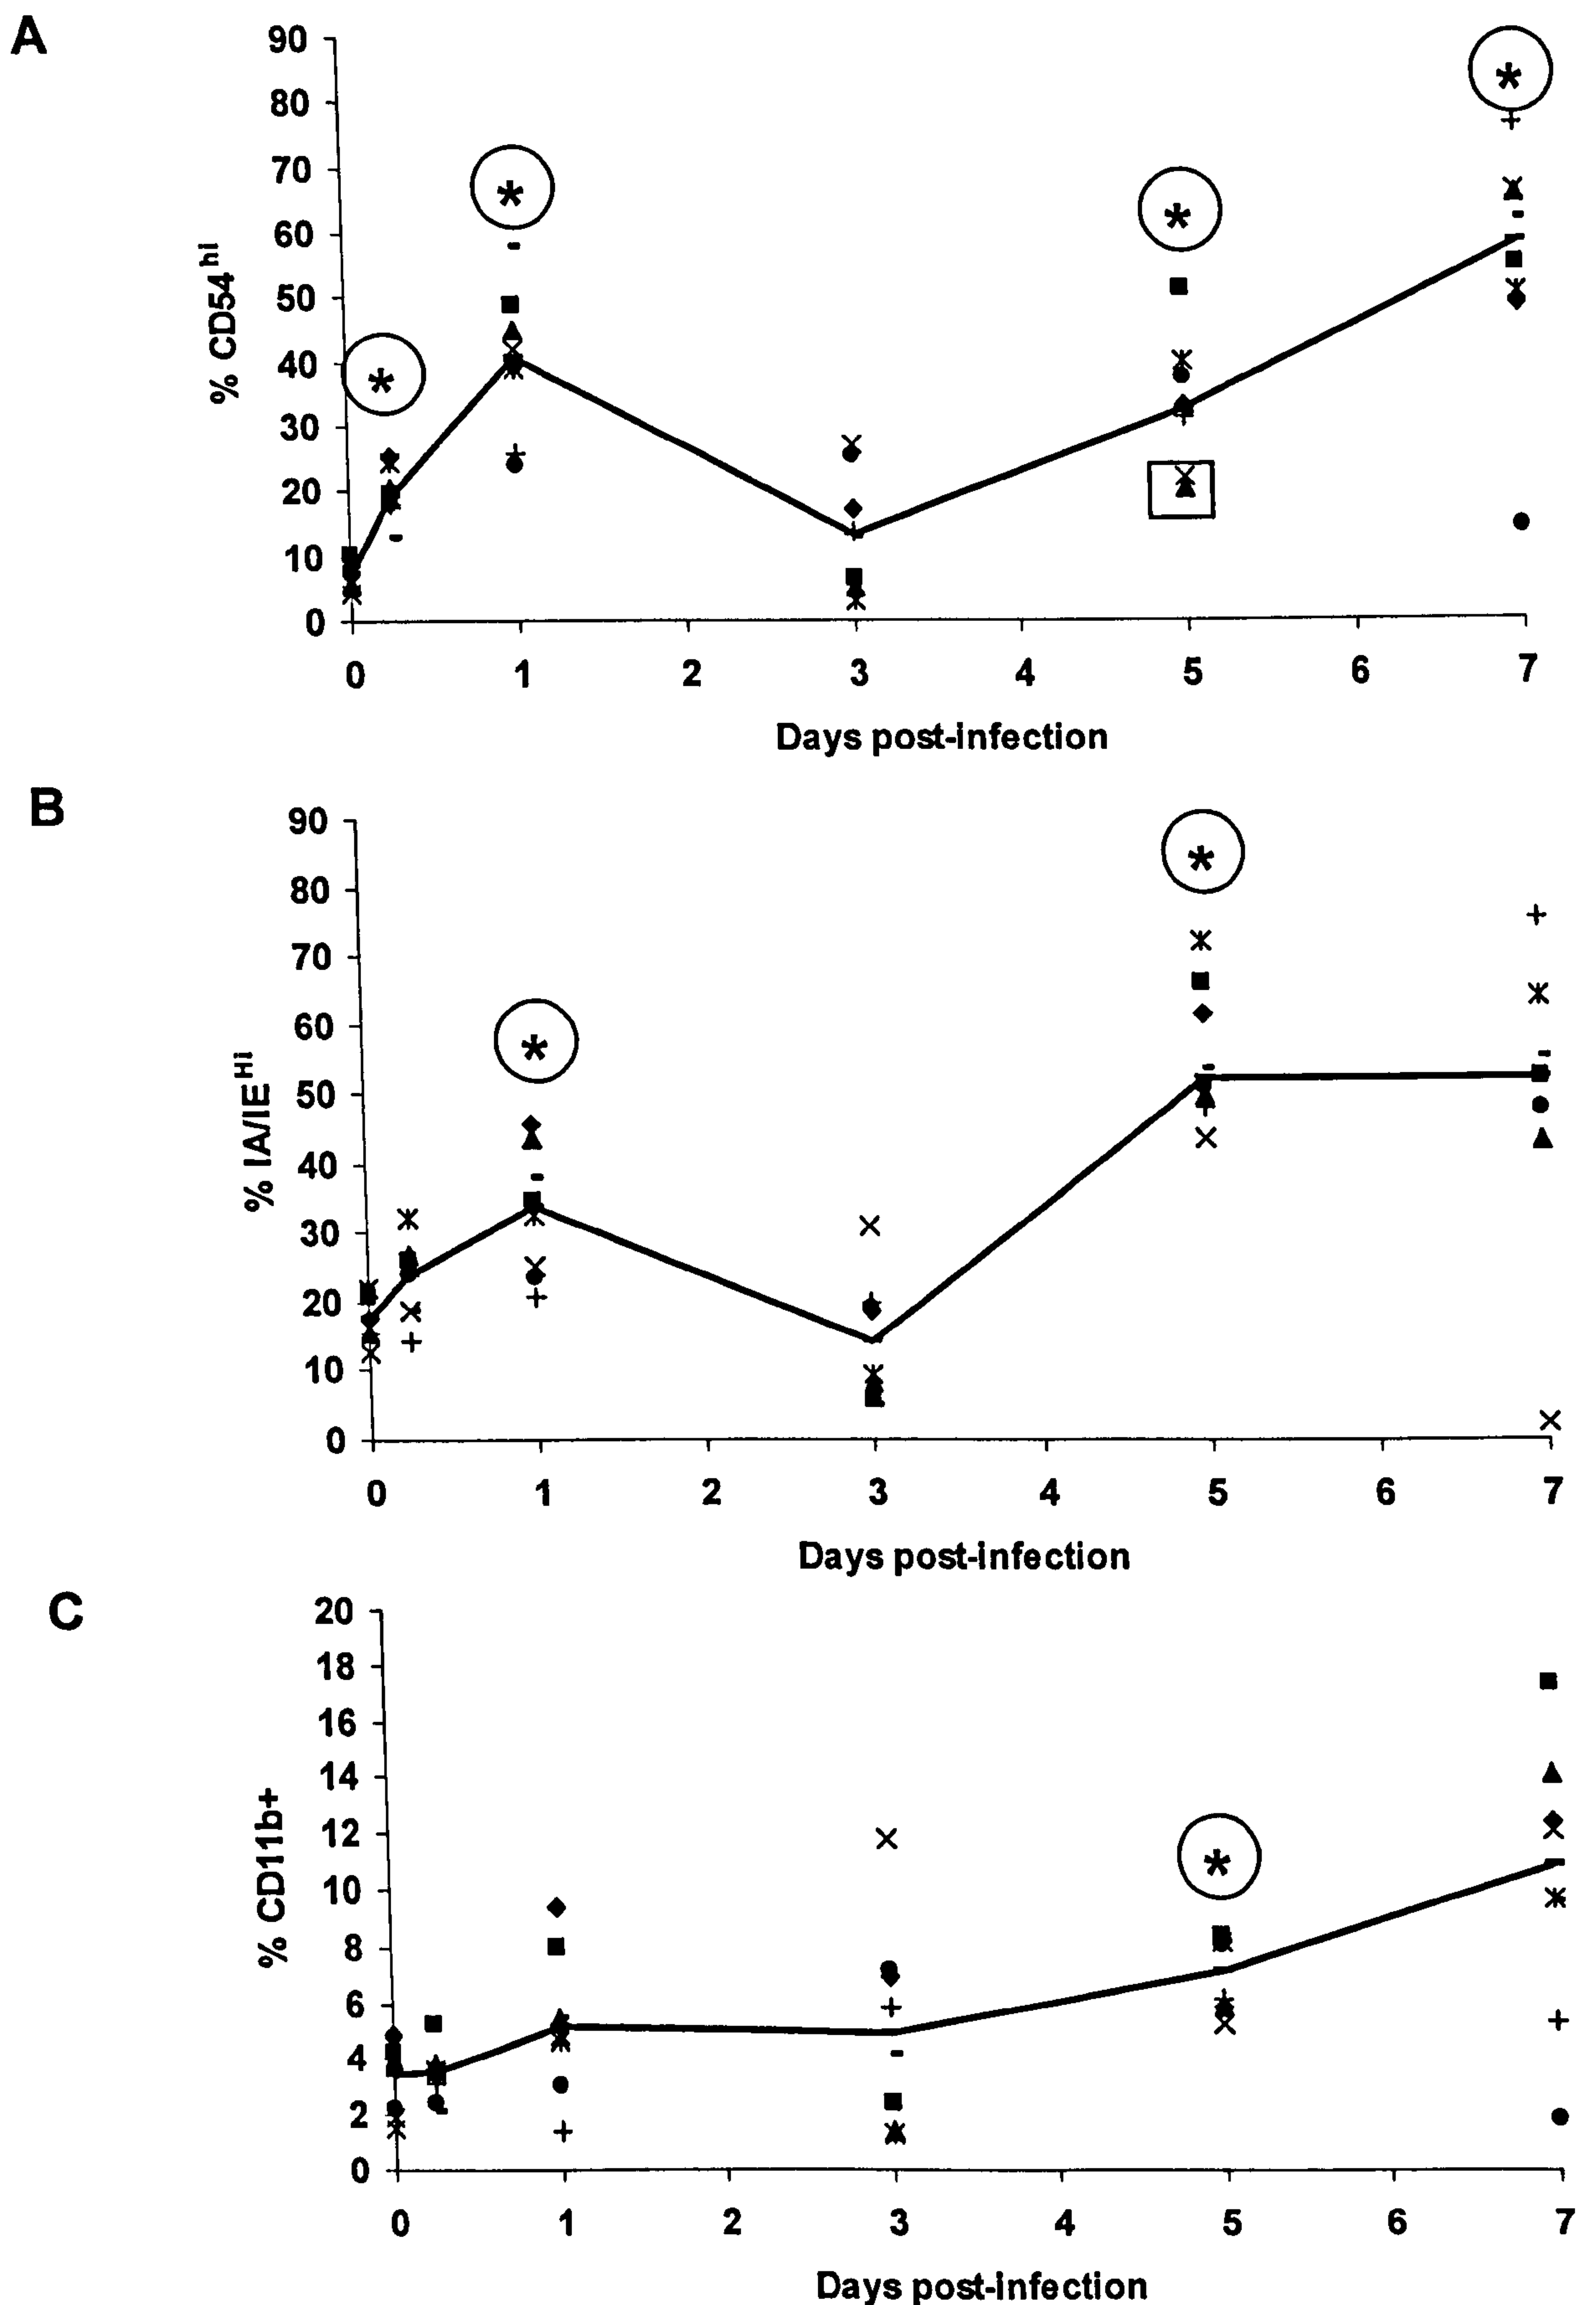 A
90
80
70
60
50
40
30
20
10
0
% CD54hi
* * * *
0 1 2 3 4 5 6 7
Days post-infection
B
90
80
70
60
50
40
30
20
10
0
% IA/IEHi
* *
0 1 2 3 4 5 6 7
Days post-infection
C
20
18
16
14
12
10
8
6
4
2
0
% CD11b+
*
0 1 2 3 4 5 6 7
Days post-infection